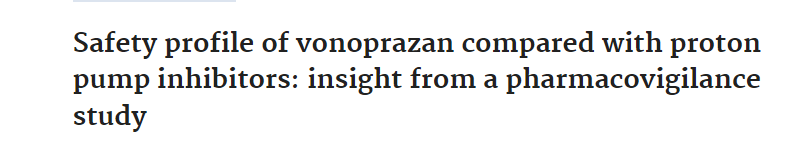 Safety profile of vonoprazan compared with proton
pump inhibitors: insight from a pharmacovigilance
study